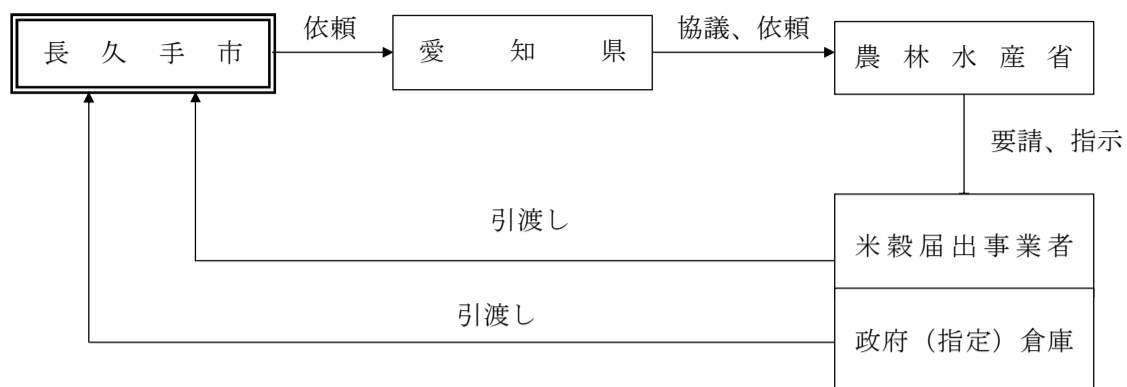 長久手市
依頼
愛知県
協議、依頼
農林水産省
要請、指示
引渡し
米穀届出事業者
引渡し
政府（指定）倉庫